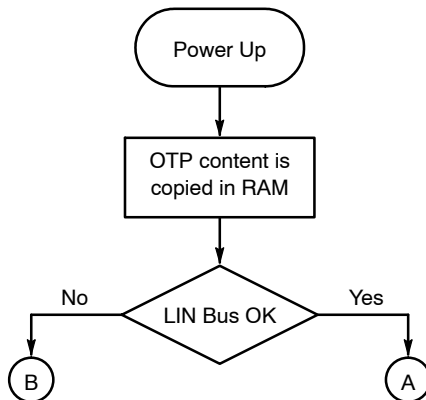 Power Up
OTP content is
copied in RAM
No
Yes
LIN Bus OK
B
A